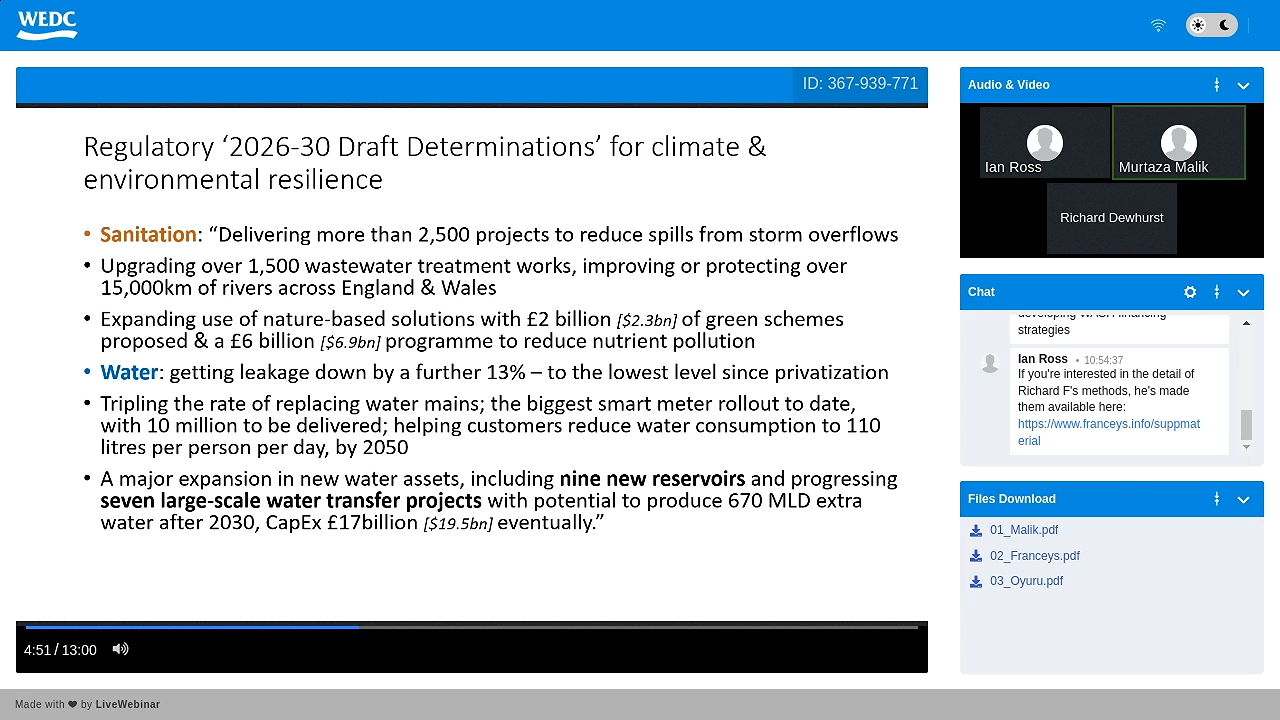 WEDC
ID: 367-939-771
Regulatory ‘2026-30 Draft Determinations’ for climate &
environmental resilience
• Sanitation: “Delivering more than 2,500 projects to reduce spills from storm overflows
• Upgrading over 1,500 wastewater treatment works, improving or protecting over
15,000km of rivers across England & Wales
• Expanding use of nature-based solutions with £2 billion [$2.3bn] of green schemes
proposed & a £6 billion [$6.9bn] programme to reduce nutrient pollution
• Water: getting leakage down by a further 13% – to the lowest level since privatization
• Tripling the rate of replacing water mains; the biggest smart meter rollout to date,
with 10 million to be delivered; helping customers reduce water consumption to 110
litres per person per day, by 2050
• A major expansion in new water assets, including nine new reservoirs and progressing
seven large-scale water transfer projects with potential to produce 670 MLD extra
water after 2030, CapEx £17billion [$19.5bn] eventually.”
4:51 / 13:00
Audio & Video
Ian Ross
Murtaza Malik
Richard Dewhurst
Chat
developing WASH financing
strategies
Ian Ross • 10:54:37
If you're interested in the detail of
Richard F's methods, he's made
them available here:
https://www.franceys.info/suppmat
erial
Files Download
01_Malik.pdf
02_Franceys.pdf
03_Oyuru.pdf
Made with ❤ by LiveWebinar